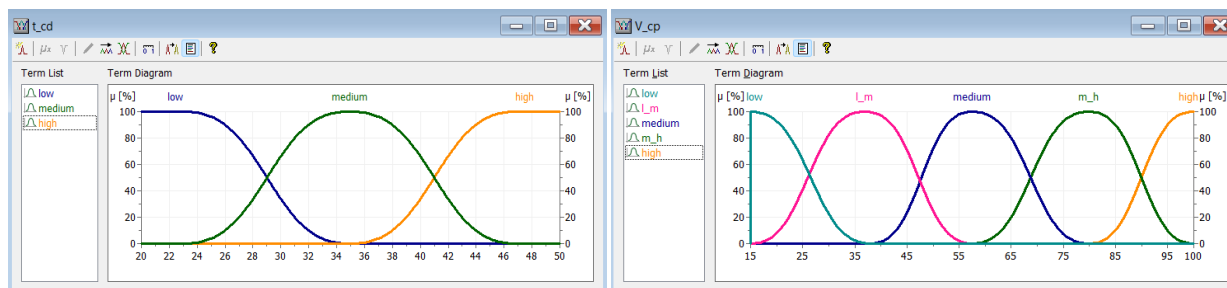 t_cd
Term List
Term Diagram
low
medium
high
μ [%] low medium high μ [%]
100 100
80 80
60 60
40 40
20 20
0 0
20 22 24 26 28 30 32 34 36 38 40 42 44 46 48 50
V_cp
Term List
Term Diagram
low
l_m
medium
m_h
high
μ [%] low l_m medium m_h high μ [%]
100 100
80 80
60 60
40 40
20 20
0 0
15 25 35 45 55 65 75 85 100